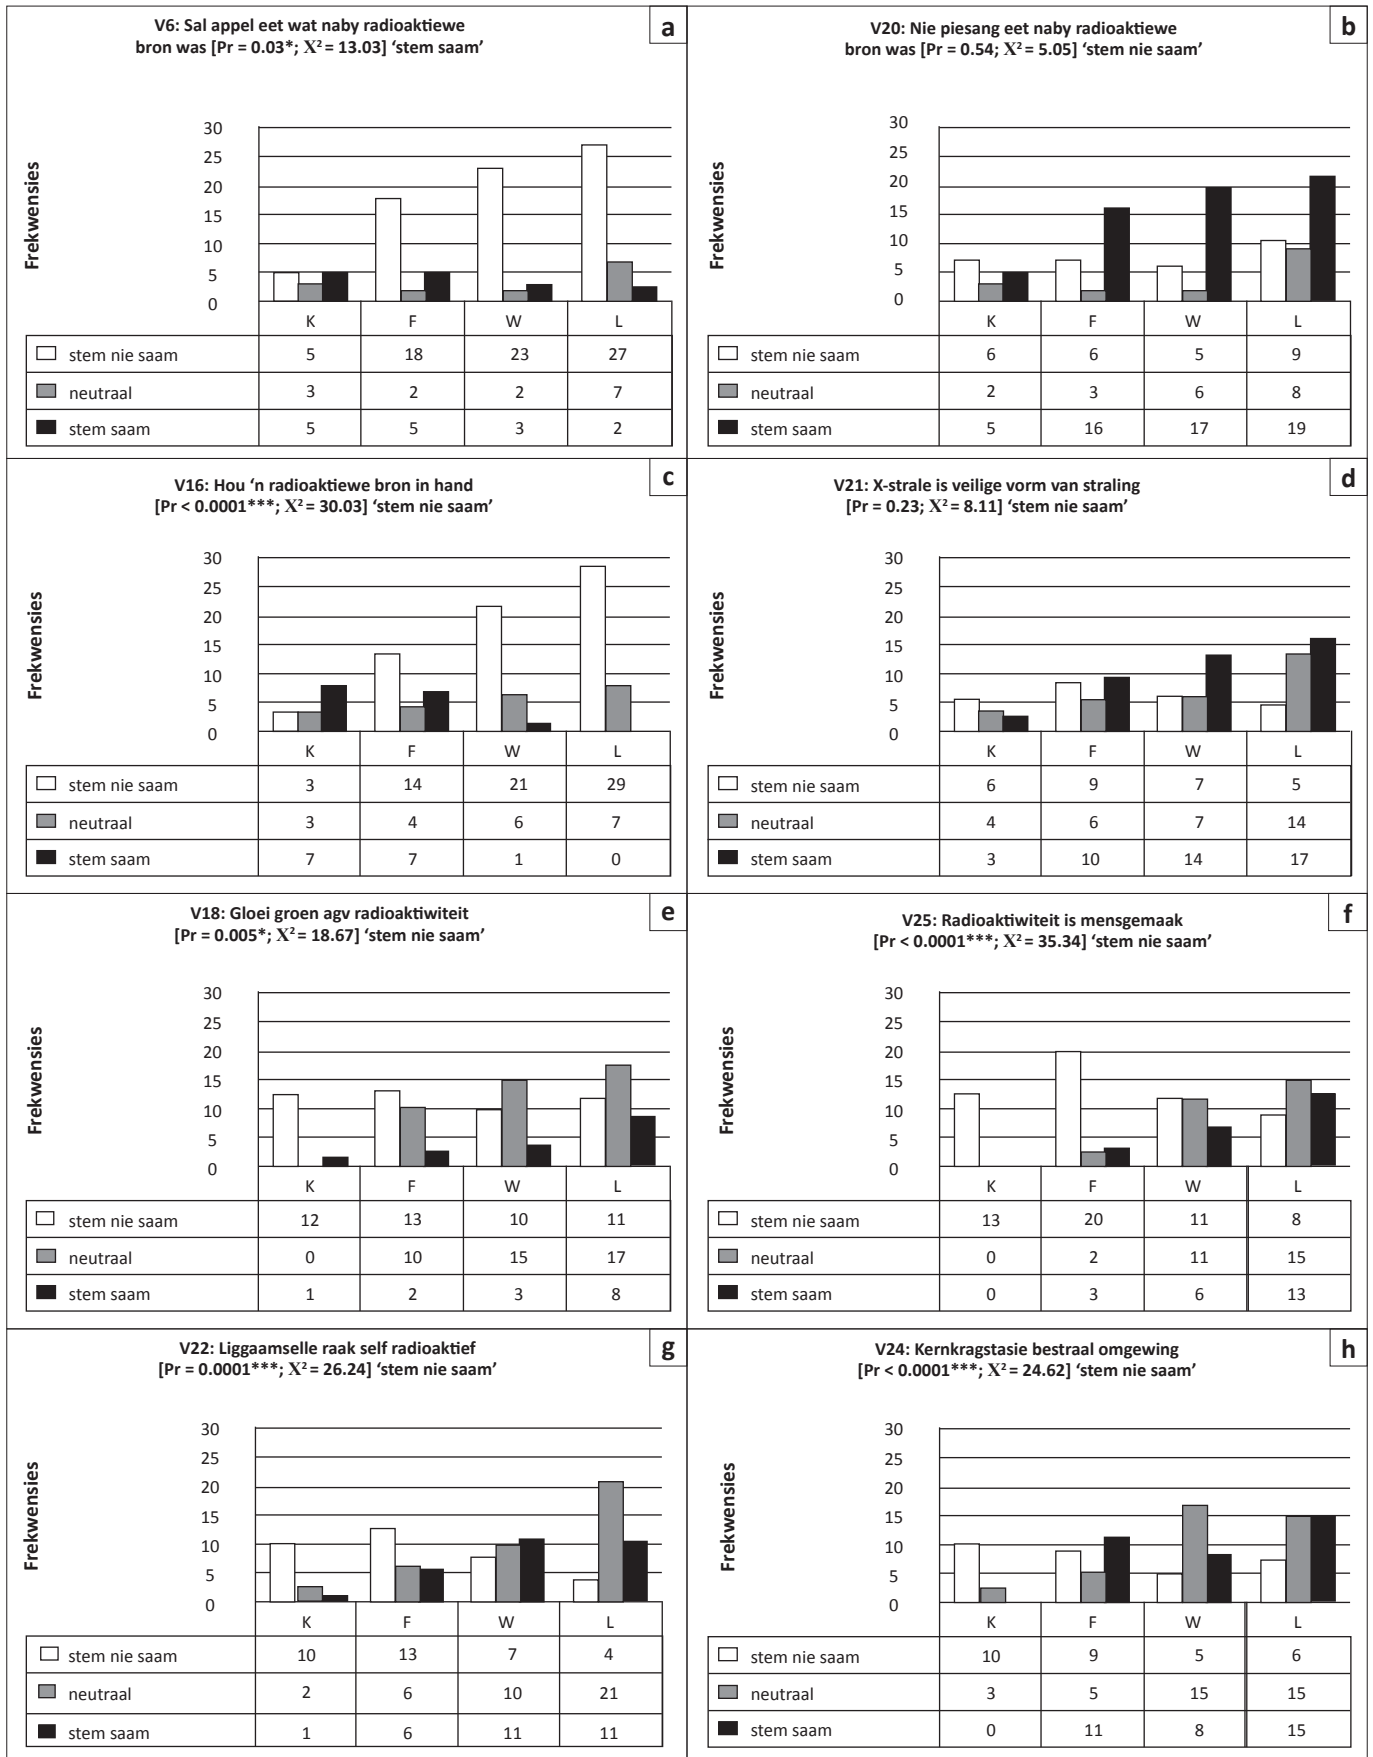 V6: Sal appel eet wat naby radioaktiewe
bron was [Pr = 0.03*; X² = 13.03] ‘stem saam’
a
Frekwensies
30
25
20
15
10
5
0
K F W L
stem nie saam 5 18 23 27
neutraal 3 2 2 7
stem saam 5 5 3 2
V20: Nie piesang eet naby radioaktiewe
bron was [Pr = 0.54; X² = 5.05] ‘stem nie saam’
b
Frekwensies
30
25
20
15
10
5
0
K F W L
stem nie saam 6 6 5 9
neutraal 2 3 6 8
stem saam 5 16 17 19
V16: Hou ‘n radioaktiewe bron in hand
[Pr < 0.0001***; X² = 30.03] ‘stem nie saam’
c
Frekwensies
30
25
20
15
10
5
0
K F W L
stem nie saam 3 14 21 29
neutraal 3 4 6 7
stem saam 7 7 1 0
V21: X-strale is veilige vorm van straling
[Pr = 0.23; X² = 8.11] ‘stem nie saam’
d
Frekwensies
30
25
20
15
10
5
0
K F W L
stem nie saam 6 9 7 5
neutraal 4 6 7 14
stem saam 3 10 14 17
V18: Gloei groen agv radioaktiwiteit
[Pr = 0.005*; X² = 18.67] ‘stem nie saam’
e
Frekwensies
30
25
20
15
10
5
0
K F W L
stem nie saam 12 13 10 11
neutraal 0 10 15 17
stem saam 1 2 3 8
V25: Radioaktiwiteit is mensgemaak
[Pr < 0.0001***; X² = 35.34] ‘stem nie saam’
f
Frekwensies
30
25
20
15
10
5
0
K F W L
stem nie saam 13 20 11 8
neutraal 0 2 11 15
stem saam 0 3 6 13
V22: Liggaamselle raak self radioaktief
[Pr = 0.0001***; X² = 26.24] ‘stem nie saam’
g
Frekwensies
30
25
20
15
10
5
0
K F W L
stem nie saam 10 13 7 4
neutraal 2 6 10 21
stem saam 1 6 11 11
V24: Kernkragstasie bestraal omgewing
[Pr < 0.0001***; X² = 24.62] ‘stem nie saam’
h
Frekwensies
30
25
20
15
10
5
0
K F W L
stem nie saam 10 9 5 6
neutraal 3 5 15 15
stem saam 0 11 8 15